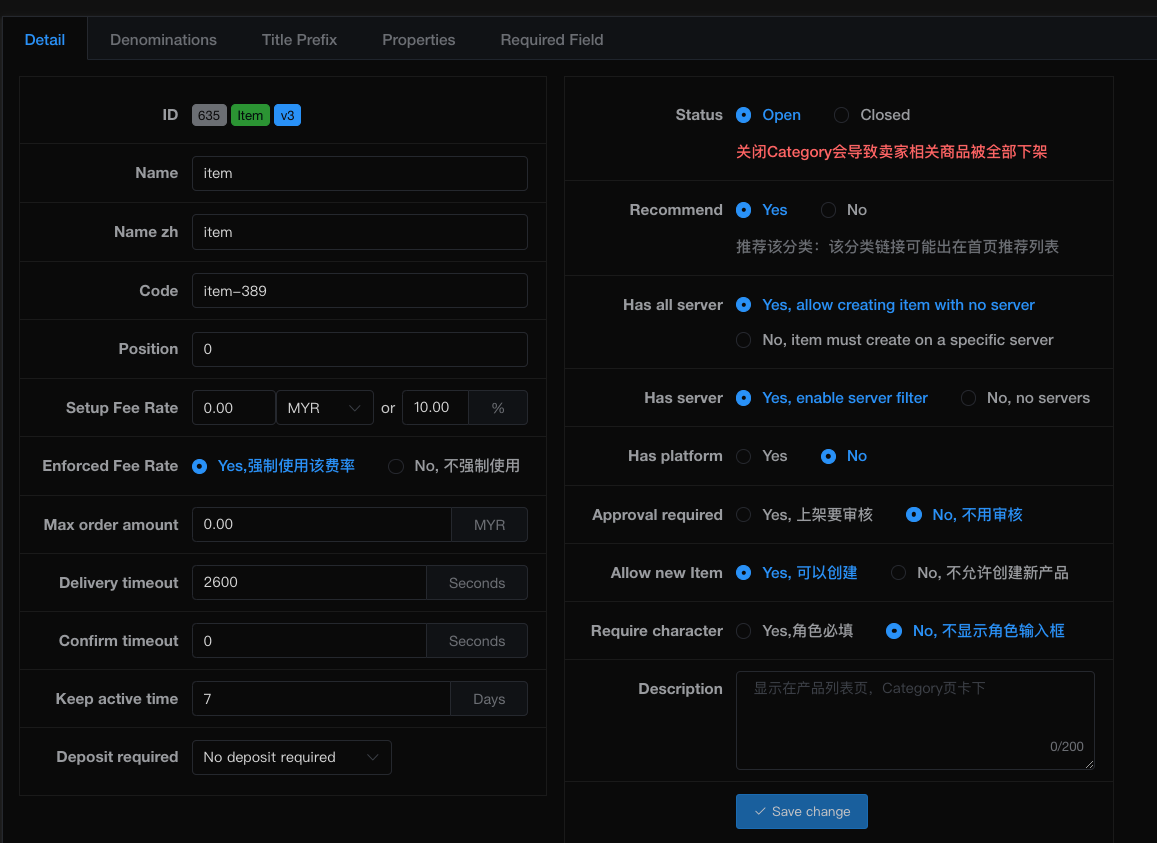 Detail Denominations Title Prefix Properties Required Field
ID 635 Item v3
Name item
Name zh item
Code item-389
Position 0
Setup Fee Rate 0.00 MYR or 10.00 %
Enforced Fee Rate Yes,强制使用该费率 No, 不强制使用
Max order amount 0.00 MYR
Delivery timeout 2600 Seconds
Confirm timeout 0 Seconds
Keep active time 7 Days
Deposit required No deposit required
Status Open Closed
关闭Category会导致卖家相关商品被全部下架
Recommend Yes No
推荐该分类：该分类链接可能出在首页推荐列表
Has all server Yes, allow creating item with no server
No, item must create on a specific server
Has server Yes, enable server filter No, no servers
Has platform Yes No
Approval required Yes, 上架要审核 No, 不用审核
Allow new Item Yes, 可以创建 No, 不允许创建新产品
Require character Yes,角色必填 No, 不显示角色输入框
Description 显示在产品列表页，Category页卡下
0/200
Save change